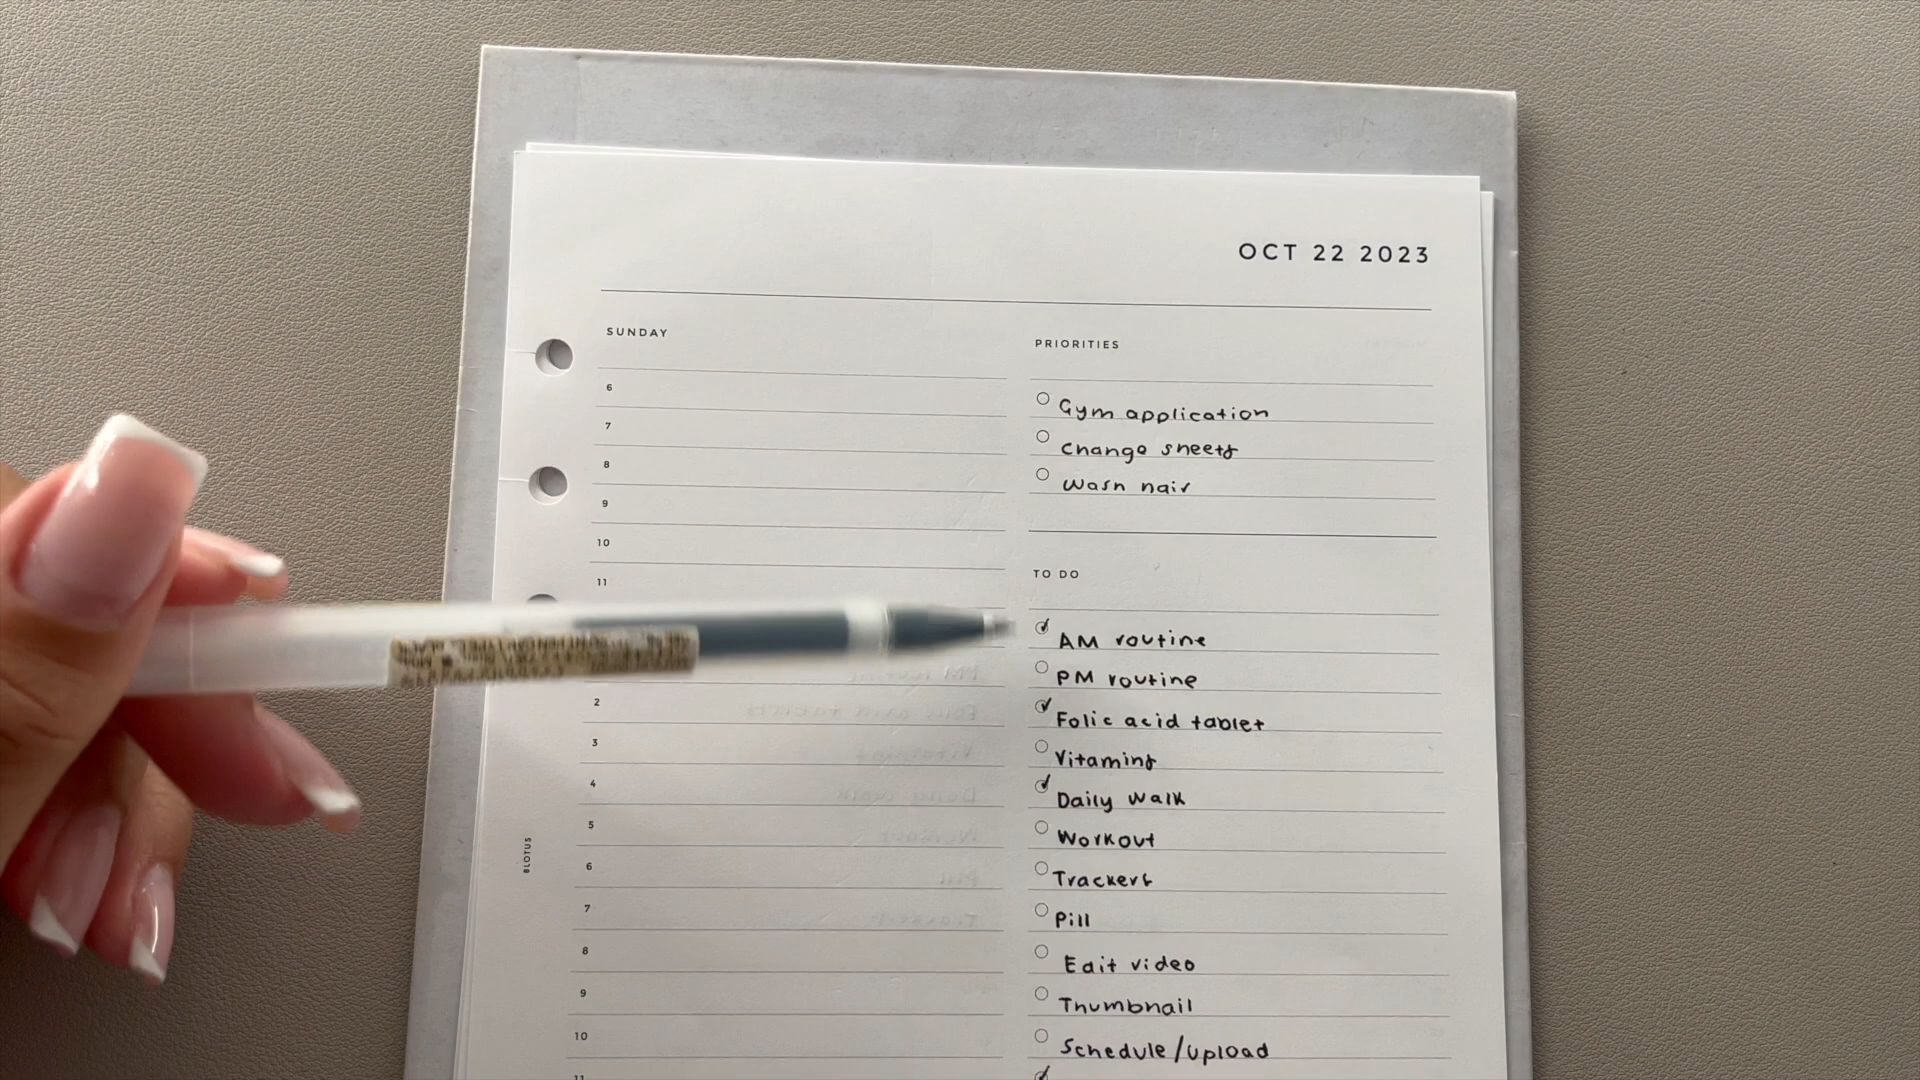 OCT 22 2023
SUNDAY
6
7
8
9
10
11
2
3
4
5
6
7
8
9
10
11
PRIORITIES
Gym application
Change sheets
Wash hair
TO DO
AM routine
PM routine
Folic acid tablet
Vitamins
Daily walk
Workout
Trackers
Pill
Edit video
Thumbnail
Schedule/upload
BLOTUS